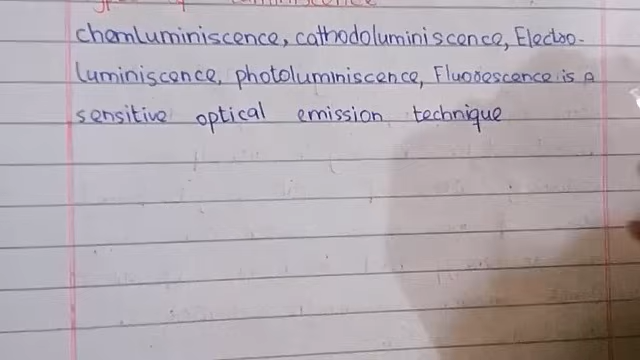 chemluminiscence, cathodoluminiscence, Electro-
luminiscence, photoluminiscence, Fluorescence is a
sensitive optical emission technique